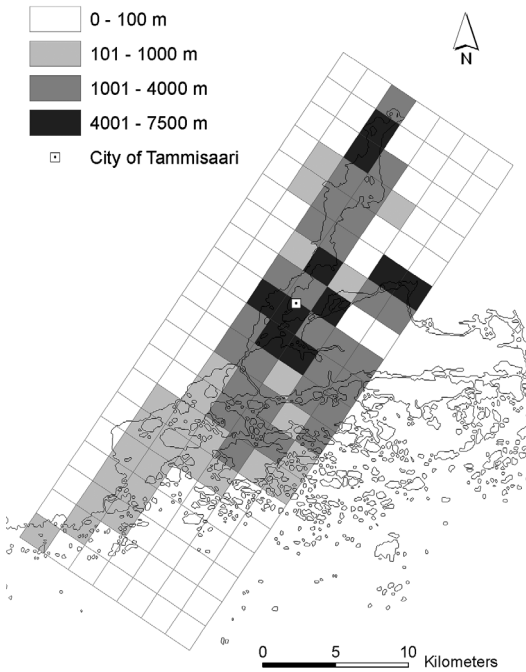 0 - 100 m
101 - 1000 m
1001 - 4000 m
4001 - 7500 m
City of Tammisaari
N
0 5 10 Kilometers